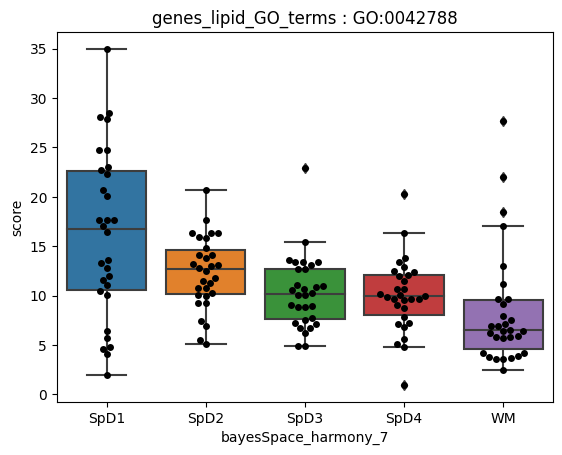 genes_lipid_GO_terms : GO:0042788
score
35
30
25
20
15
10
5
0
SpD1 SpD2 SpD3 SpD4 WM
bayesSpace_harmony_7